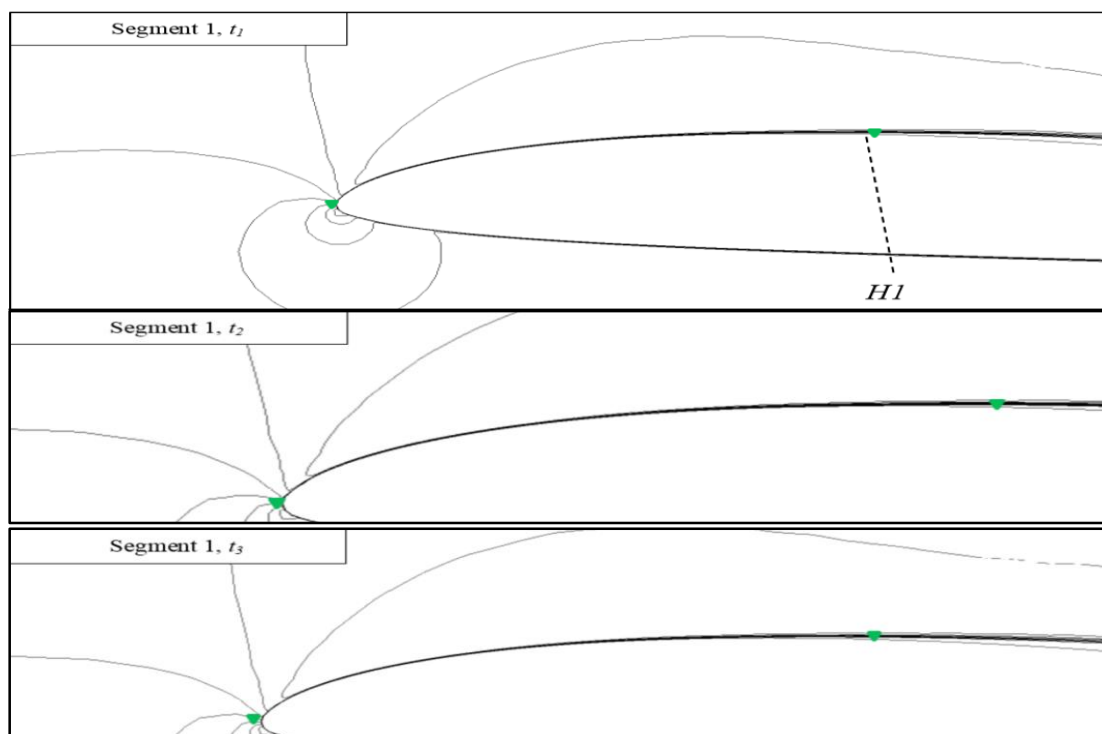 Segment 1, t₁
H1
Segment 1, t₂
Segment 1, t₃